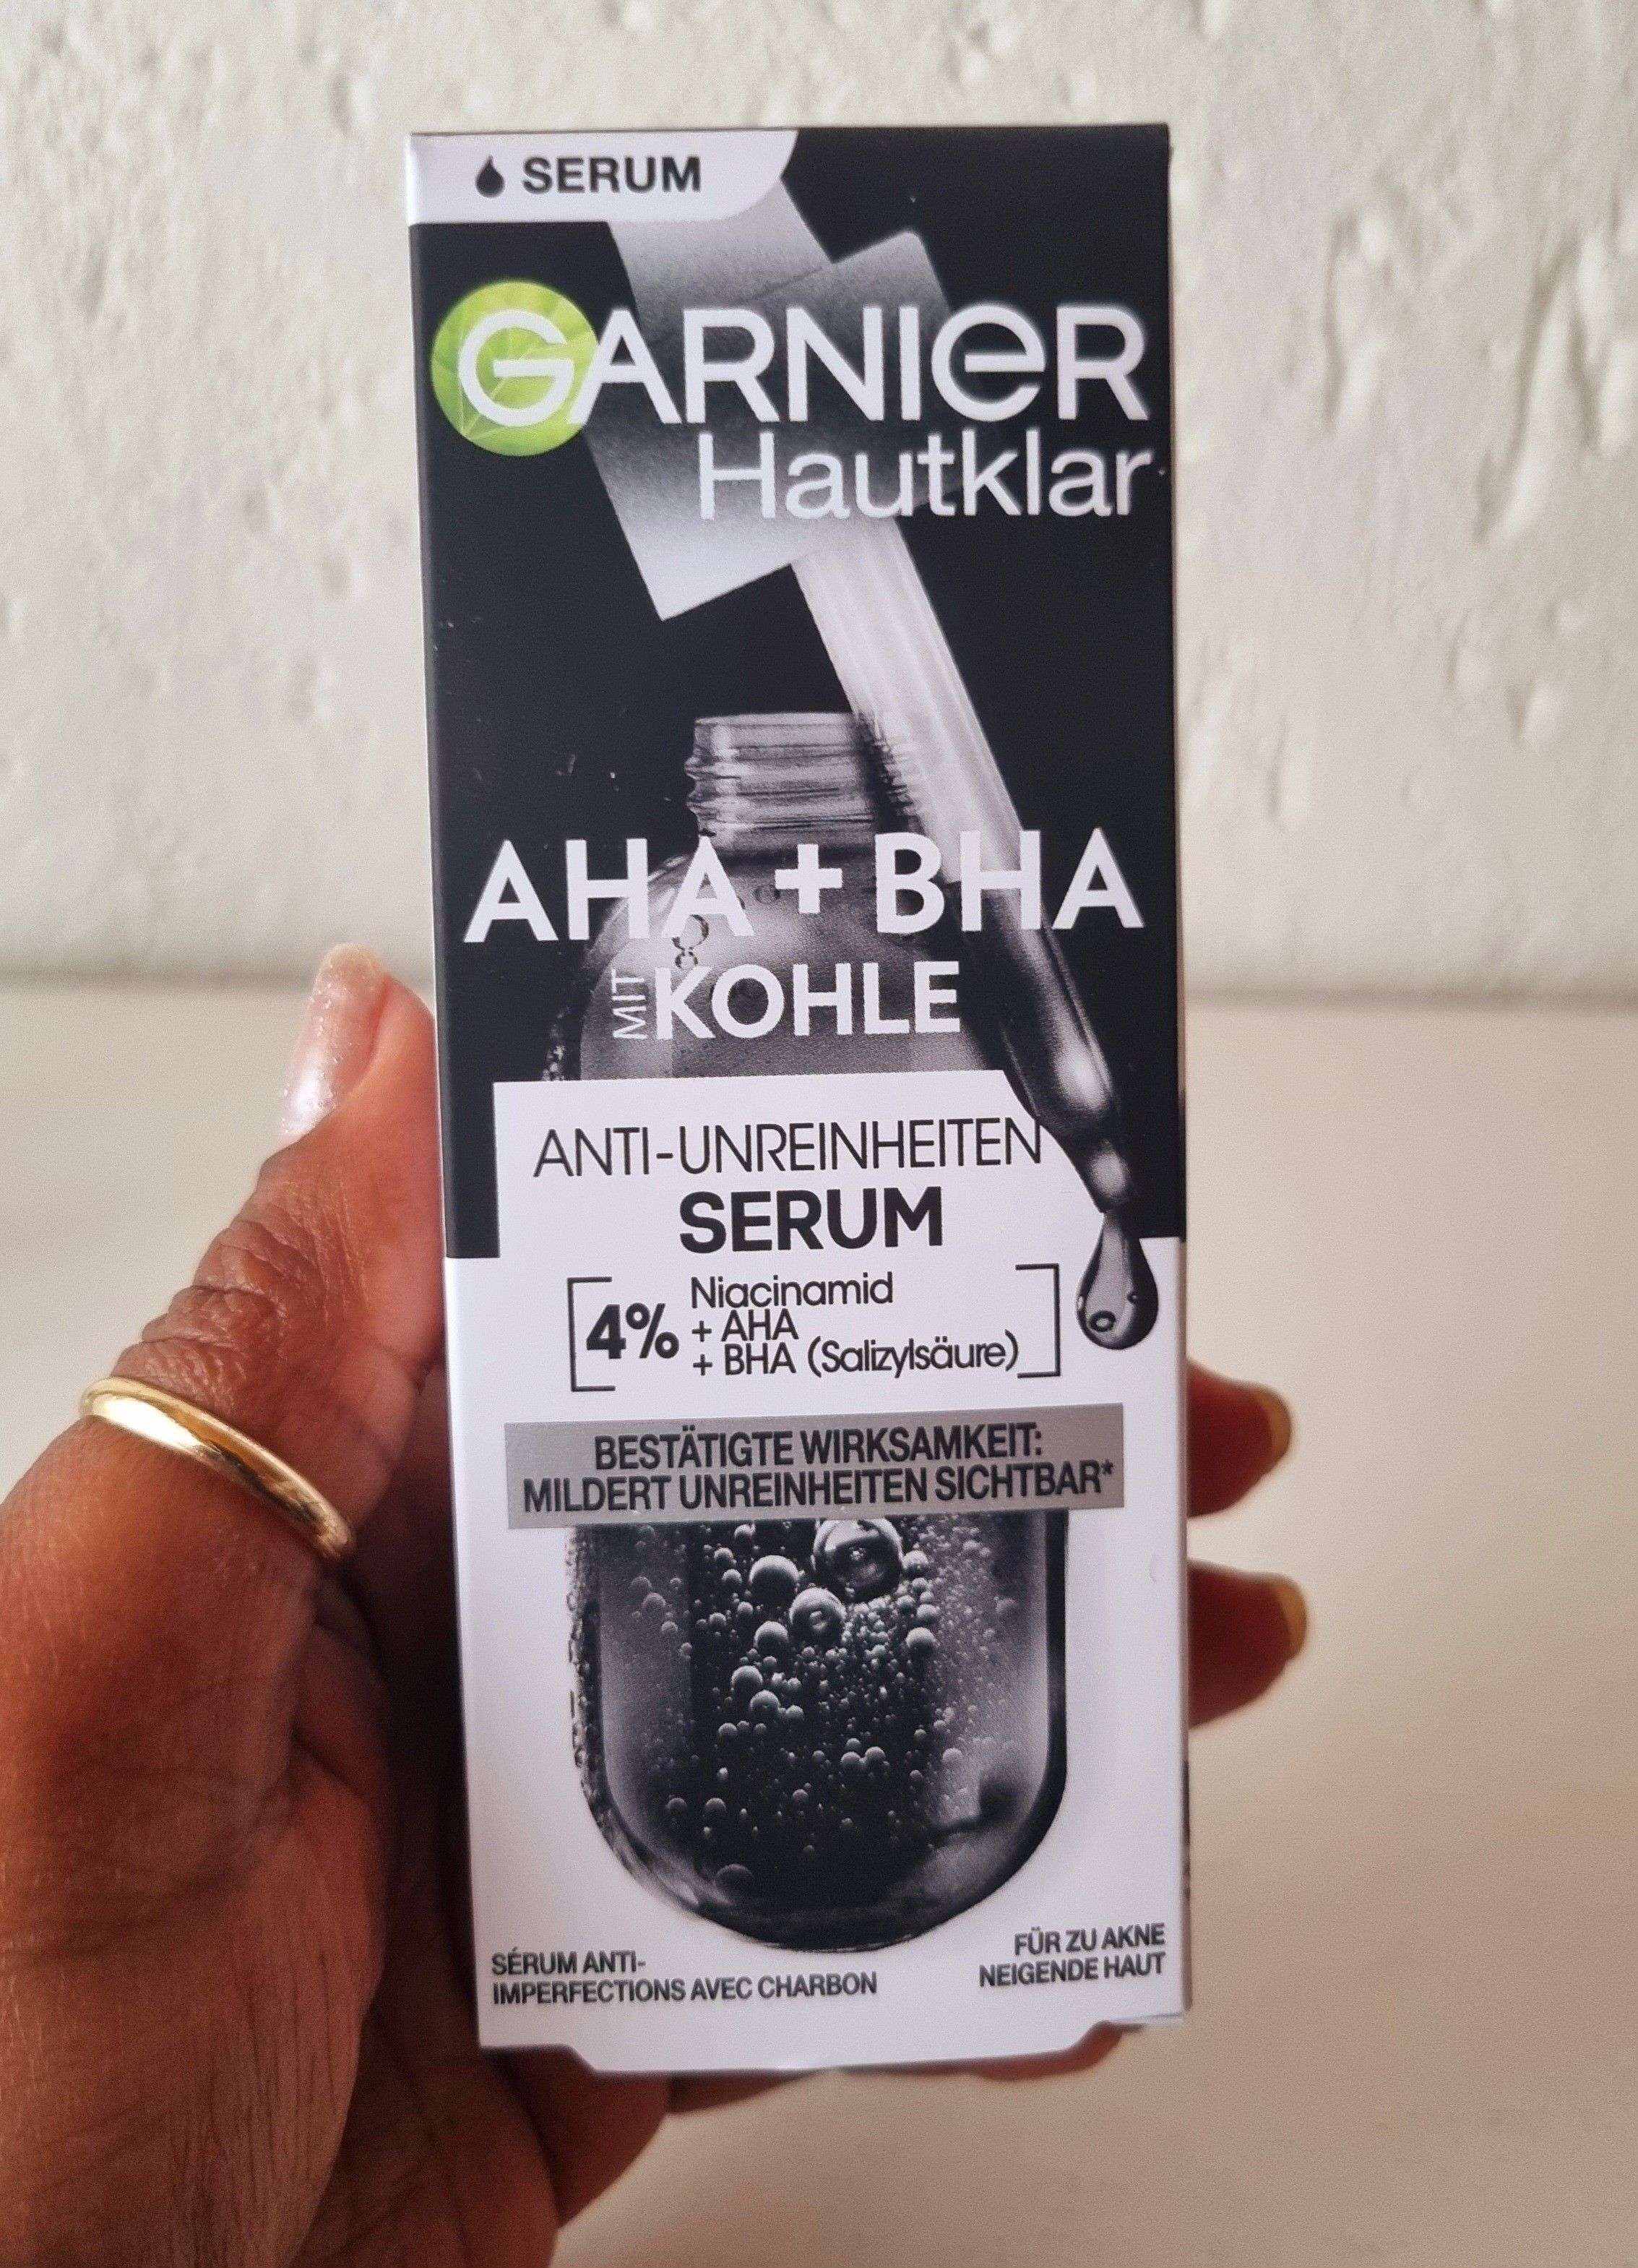 SERUM
GARNIER
Hautklar
AHA + BHA
MIT KOHLE
ANTI-UNREINHEITEN
SERUM
4% Niacinamid
+ AHA
+ BHA (Salizylsäure)
BESTÄTIGTE WIRKSAMKEIT:
MILDERT UNREINHEITEN SICHTBAR*
SÉRUM ANTI-
IMPERFECTIONS AVEC CHARBON
FÜR ZU AKNE
NEIGENDE HAUT